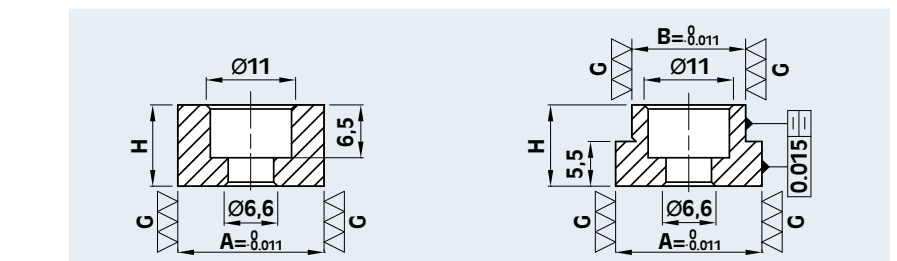 Ø11
H
6,5
Ø6,6
G
G
A= 0 -0.011
B= 0 -0.011
G
G
Ø11
H
5,5
0.015
Ø6,6
G
G
A= 0 -0.011